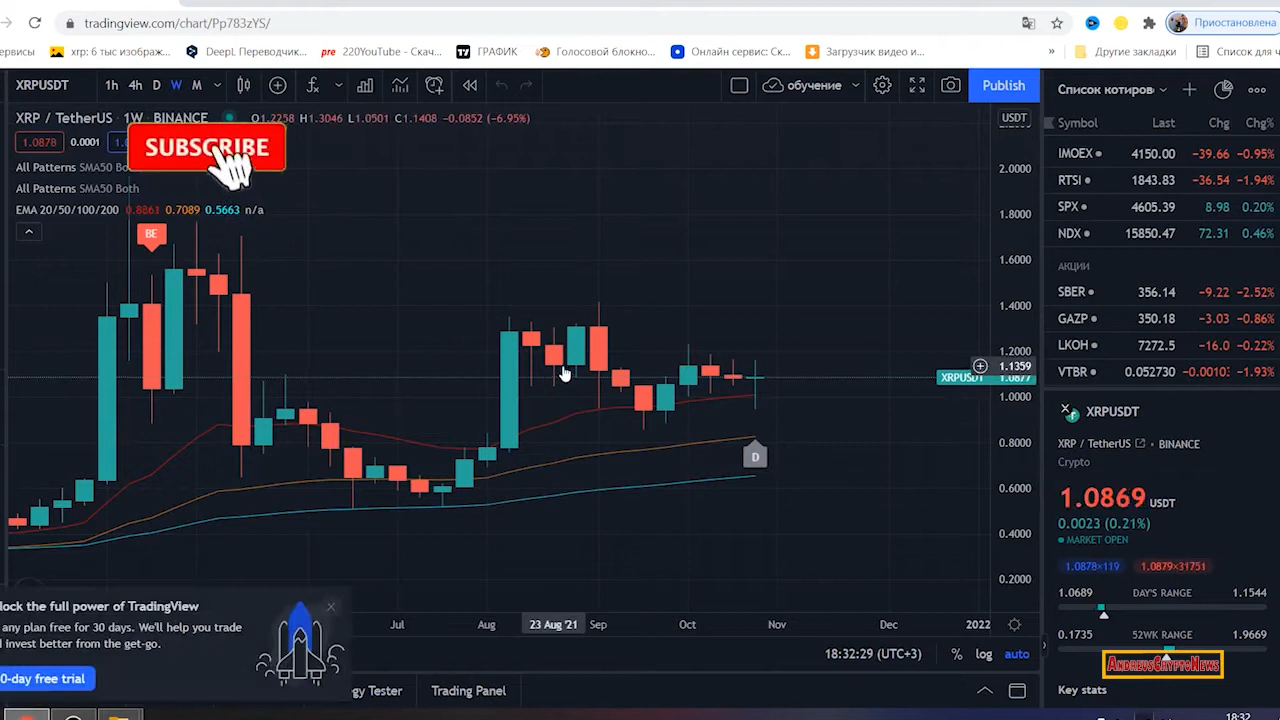 tradingview.com/chart/Pp783zYS/
Приостановлена
ервисы
xrp: 6 тыс изображ...
DeepL Переводчик...
pre 220YouTube - Скач...
ГРАФИК
Голосовой блокно...
Онлайн сервис: Ск...
Загрузчик видео и...
»
Другие закладки
Список для ч
XRPUSDT
1h 4h D W M
обучение
Publish
Список котиров
XRP / TetherUS · 1W · BINANCE
O1.2258 H1.3046 L1.0501 C1.1408 -0.0852 (-6.95%)
USDT
Symbol Last Chg Chg%
1.0878 0.0001
SUBSCRIBE
All Patterns SMA50 Bo
All Patterns SMA50 Both
EMA 20/50/100/200 0.8861 0.7089 0.5663 n/a
BE
D
2.0000
1.8000
1.6000
1.4000
1.2000
1.1359
XRPUSDT 1.0877
1.0000
0.8000
0.6000
0.4000
0.2000
IMOEX 4150.00 -39.66 -0.95%
RTSI 1843.83 -36.54 -1.94%
SPX 4605.39 8.98 0.20%
NDX 15850.47 72.31 0.46%
АКЦИИ
SBER 356.14 -9.22 -2.52%
GAZP 350.18 -3.03 -0.86%
LKOH 7272.5 -16.0 -0.22%
VTBR 0.052730 -0.0010: -1.93%
XRPUSDT
XRP / TetherUS BINANCE
Crypto
1.0869 USDT
0.0023 (0.21%)
MARKET OPEN
1.0878×119 1.0879×31751
1.0689 DAY'S RANGE 1.1544
0.1735 52WK RANGE 1.9669
AndreusCryptoNews
Key stats
lock the full power of TradingView
any plan free for 30 days. We'll help you trade
invest better from the get-go.
0-day free trial
Jul Aug 23 Aug '21 Sep Oct Nov Dec 2022
18:32:29 (UTC+3)
% log auto
gy Tester
Trading Panel
18:32